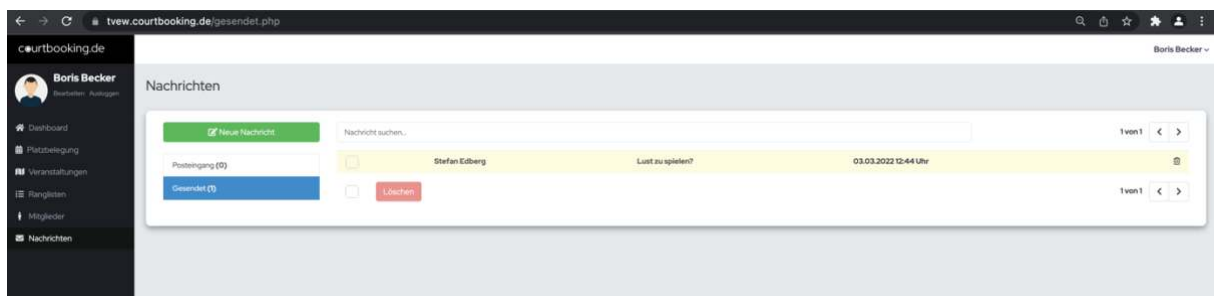 tvew.courtbooking.de/gesendet.php
courtbooking.de
Boris Becker
Boris Becker
Bearbeiten Ausloggen
Nachrichten
Dashboard
Platzbelegung
Veranstaltungen
Ranglisten
Mitglieder
Nachrichten
Neue Nachricht
Nachricht suchen...
1 von 1
Posteingang (0)
Stefan Edberg Lust zu spielen? 03.03.2022 12:44 Uhr
Gesendet (1)
Löschen
1 von 1